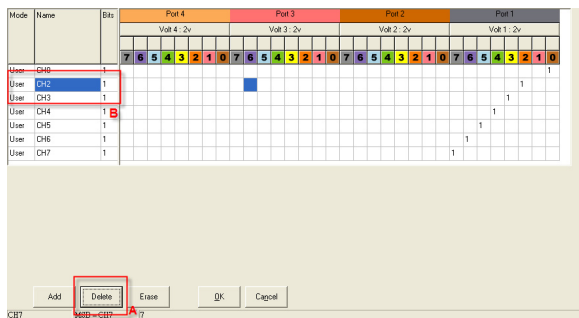 Mode Name Bits Port 4 Port 3 Port 2 Port 1
Volt 4 : 2v Volt 3 : 2v Volt 2 : 2v Volt 1 : 2v
7 6 5 4 3 2 1 0 7 6 5 4 3 2 1 0 7 6 5 4 3 2 1 0 7 6 5 4 3 2 1 0
User CH0 1 1
User CH2 1 1
User CH3 1 1
User CH4 1 B 1
User CH5 1 1
User CH6 1 1
User CH7 1 1
Add Delete Erase OK Cancel
A
CH7 MSB = CH7 7